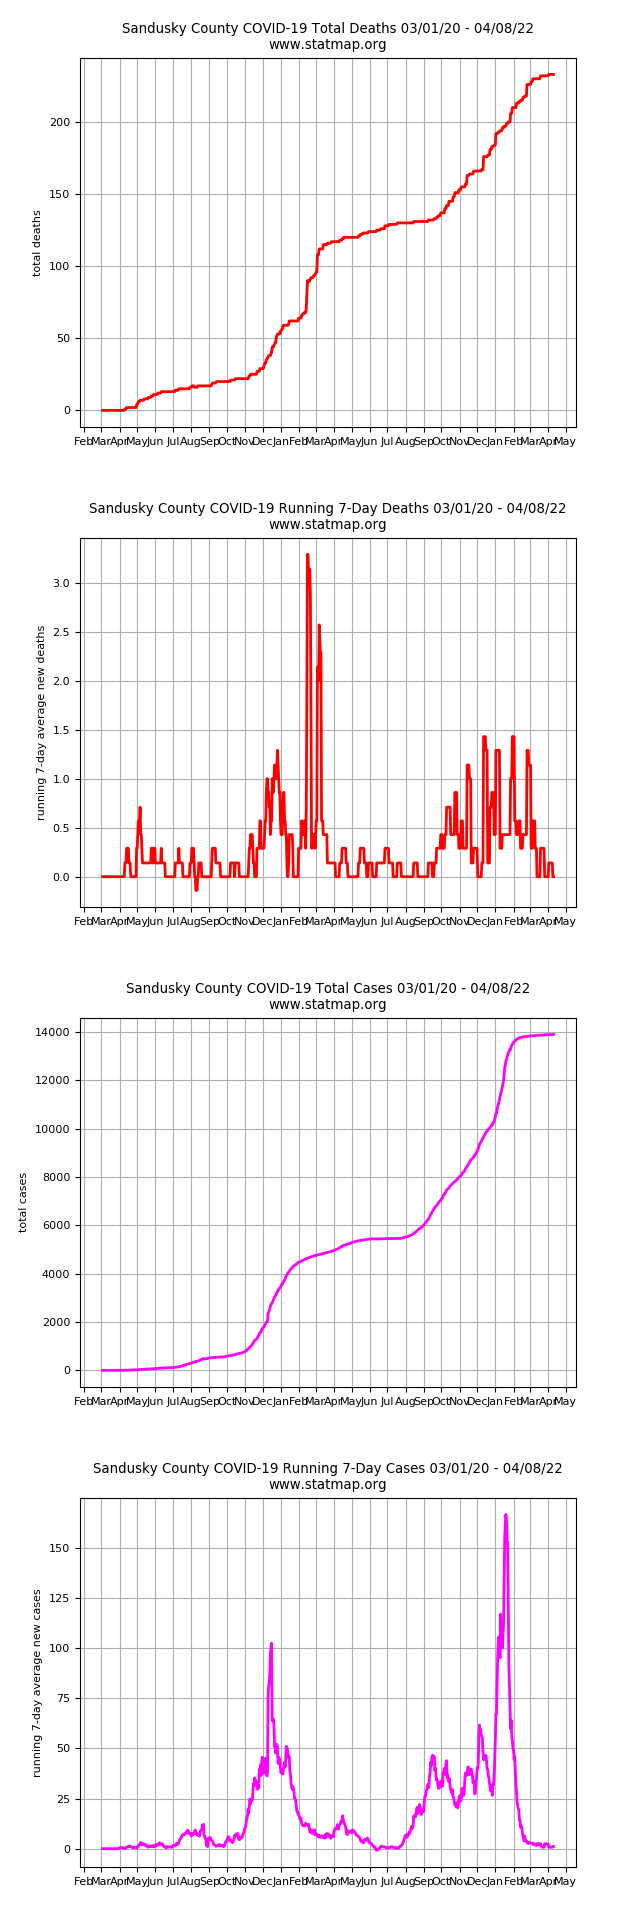 Sandusky County COVID-19 Total Deaths 03/01/20 - 04/08/22
www.statmap.org
200
150
100
50
0
total deaths
Feb Mar Apr May Jun Jul Aug Sep Oct Nov Dec Jan Feb Mar Apr May Jun Jul Aug Sep Oct Nov Dec Jan Feb Mar Apr May
Sandusky County COVID-19 Running 7-Day Deaths 03/01/20 - 04/08/22
www.statmap.org
3.0
2.5
2.0
1.5
1.0
0.5
0.0
running 7-day average new deaths
Feb Mar Apr May Jun Jul Aug Sep Oct Nov Dec Jan Feb Mar Apr May Jun Jul Aug Sep Oct Nov Dec Jan Feb Mar Apr May
Sandusky County COVID-19 Total Cases 03/01/20 - 04/08/22
www.statmap.org
14000
12000
10000
8000
6000
4000
2000
0
total cases
Feb Mar Apr May Jun Jul Aug Sep Oct Nov Dec Jan Feb Mar Apr May Jun Jul Aug Sep Oct Nov Dec Jan Feb Mar Apr May
Sandusky County COVID-19 Running 7-Day Cases 03/01/20 - 04/08/22
www.statmap.org
150
125
100
75
50
25
0
running 7-day average new cases
Feb Mar Apr May Jun Jul Aug Sep Oct Nov Dec Jan Feb Mar Apr May Jun Jul Aug Sep Oct Nov Dec Jan Feb Mar Apr May